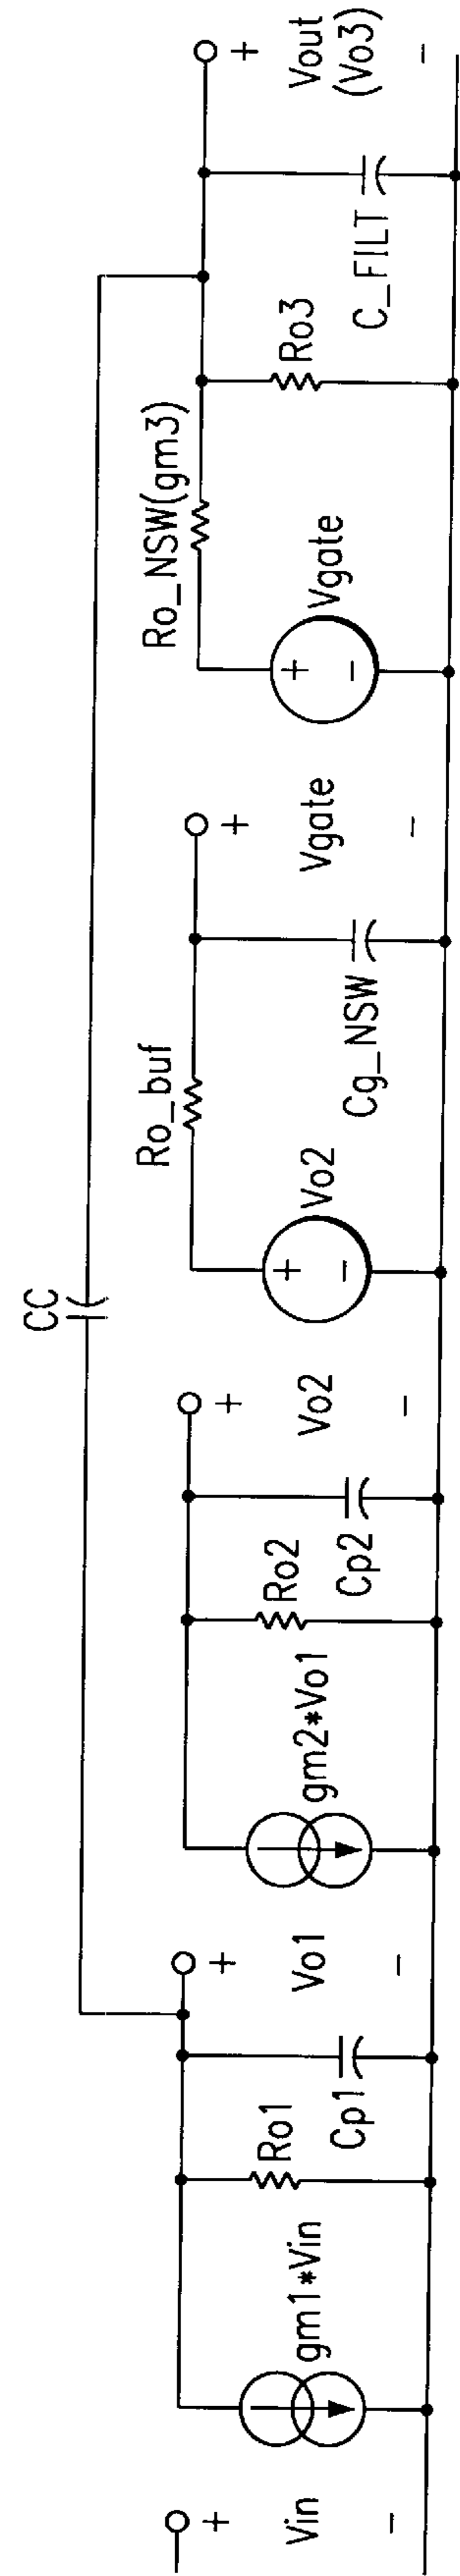 CC
+
Vin
-
gm1*Vin
Ro1
Cp1
+
Vo1
-
gm2*Vo1
Ro2
Cp2
+
Vo2
-
+
-
Vo2
Ro_buf
Cg_NSW
+
Vgate
-
+
-
Vgate
Ro_NSW(gm3)
Ro3
C_FILT
+
Vout
(Vo3)
-